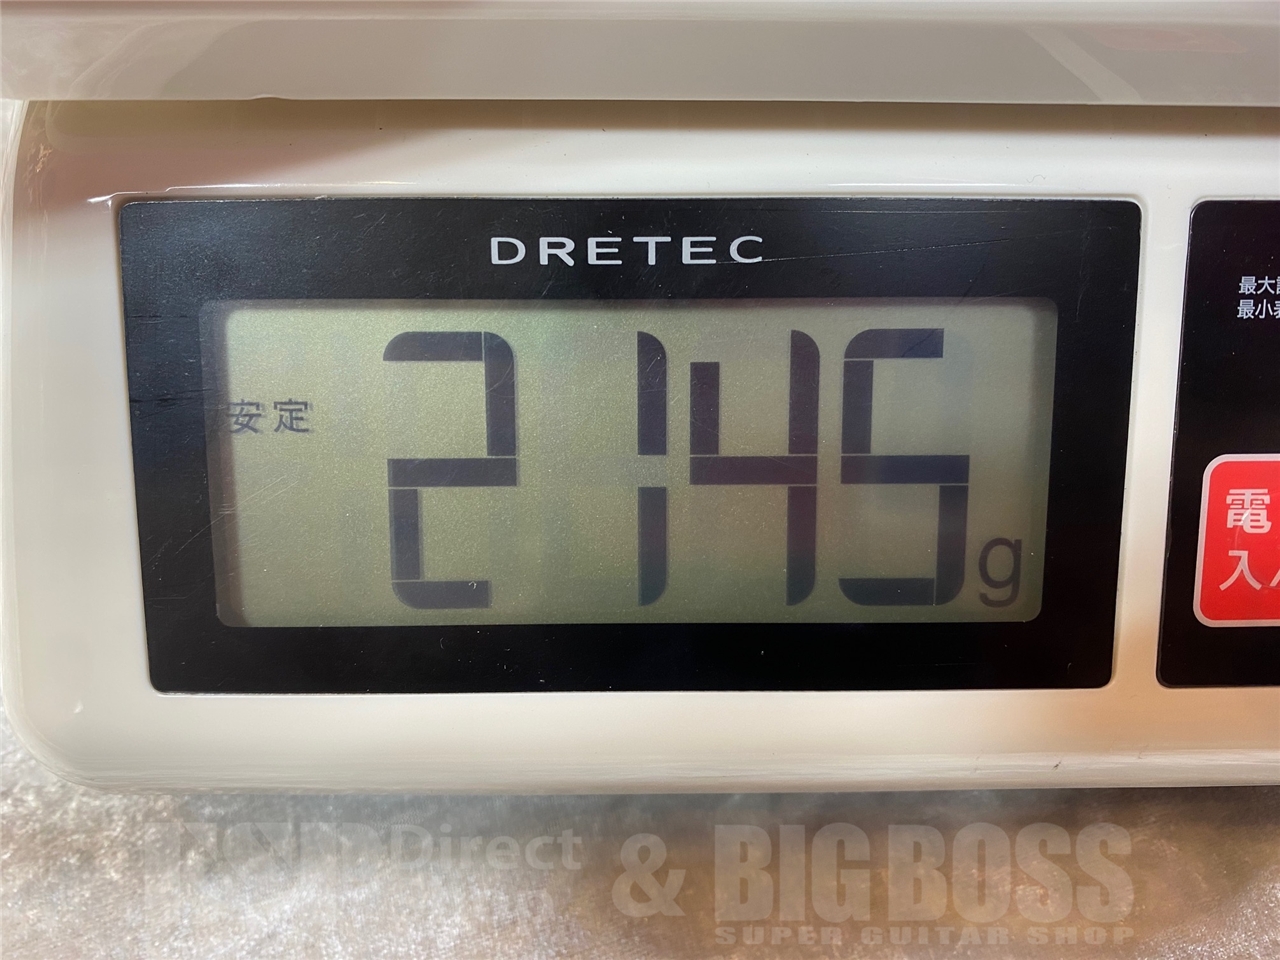 DRETEC
安定
2145 g
最大
最小
電
入
Direct & BIG BOSS
SUPER GUITAR SHOP